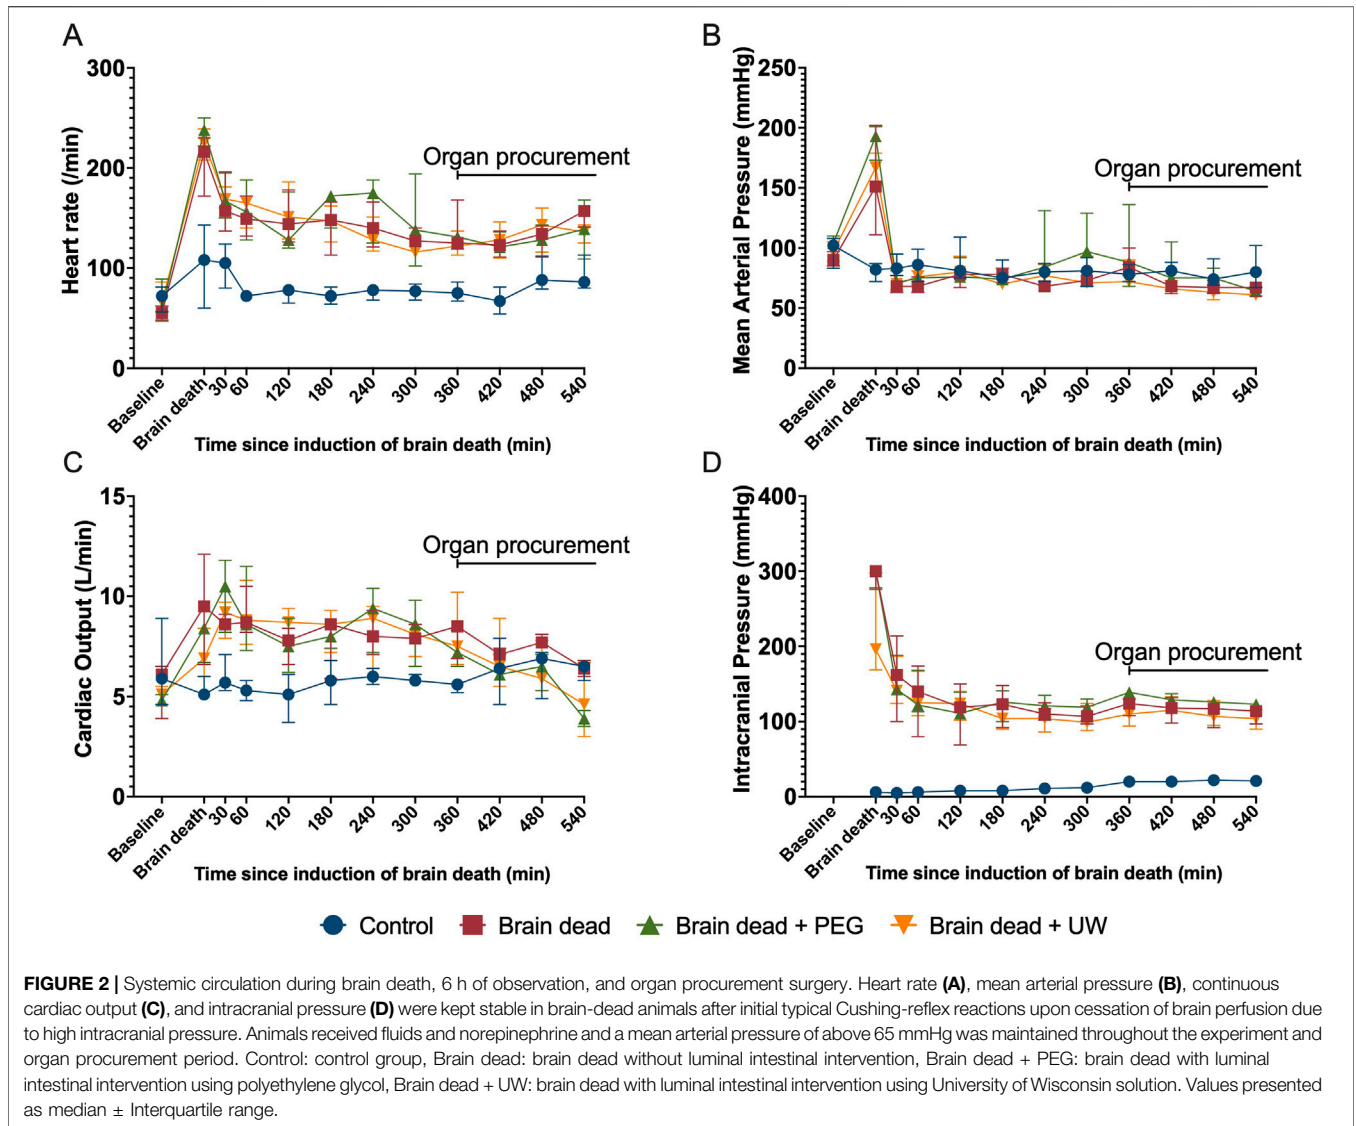 A
Heart rate (/min)
300
200
100
0
Organ procurement
Baseline
Brain death
30
60
120
180
240
300
360
420
480
540
Time since induction of brain death (min)
B
Mean Arterial Pressure (mmHg)
250
200
150
100
50
0
Organ procurement
Baseline
Brain death
30
60
120
180
240
300
360
420
480
540
Time since induction of brain death (min)
C
Cardiac Output (L/min)
15
10
5
0
Organ procurement
Baseline
Brain death
30
60
120
180
240
300
360
420
480
540
Time since induction of brain death (min)
D
Intracranial Pressure (mmHg)
400
300
200
100
0
Organ procurement
Baseline
Brain death
30
60
120
180
240
300
360
420
480
540
Time since induction of brain death (min)
Control Brain dead Brain dead + PEG Brain dead + UW
FIGURE 2 | Systemic circulation during brain death, 6 h of observation, and organ procurement surgery. Heart rate (A), mean arterial pressure (B), continuous
cardiac output (C), and intracranial pressure (D) were kept stable in brain-dead animals after initial typical Cushing-reflex reactions upon cessation of brain perfusion due
to high intracranial pressure. Animals received fluids and norepinephrine and a mean arterial pressure of above 65 mmHg was maintained throughout the experiment and
organ procurement period. Control: control group, Brain dead: brain dead without luminal intestinal intervention, Brain dead + PEG: brain dead with luminal
intestinal intervention using polyethylene glycol, Brain dead + UW: brain dead with luminal intestinal intervention using University of Wisconsin solution. Values presented
as median ± Interquartile range.